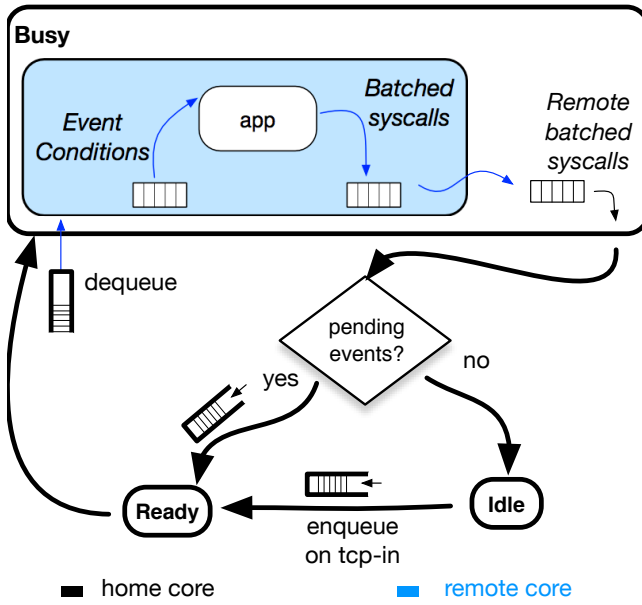 Busy
Event
Conditions
app
Batched
syscalls
Remote
batched
syscalls
dequeue
pending
events?
yes
no
Ready
Idle
enqueue
on tcp-in
home core
remote core